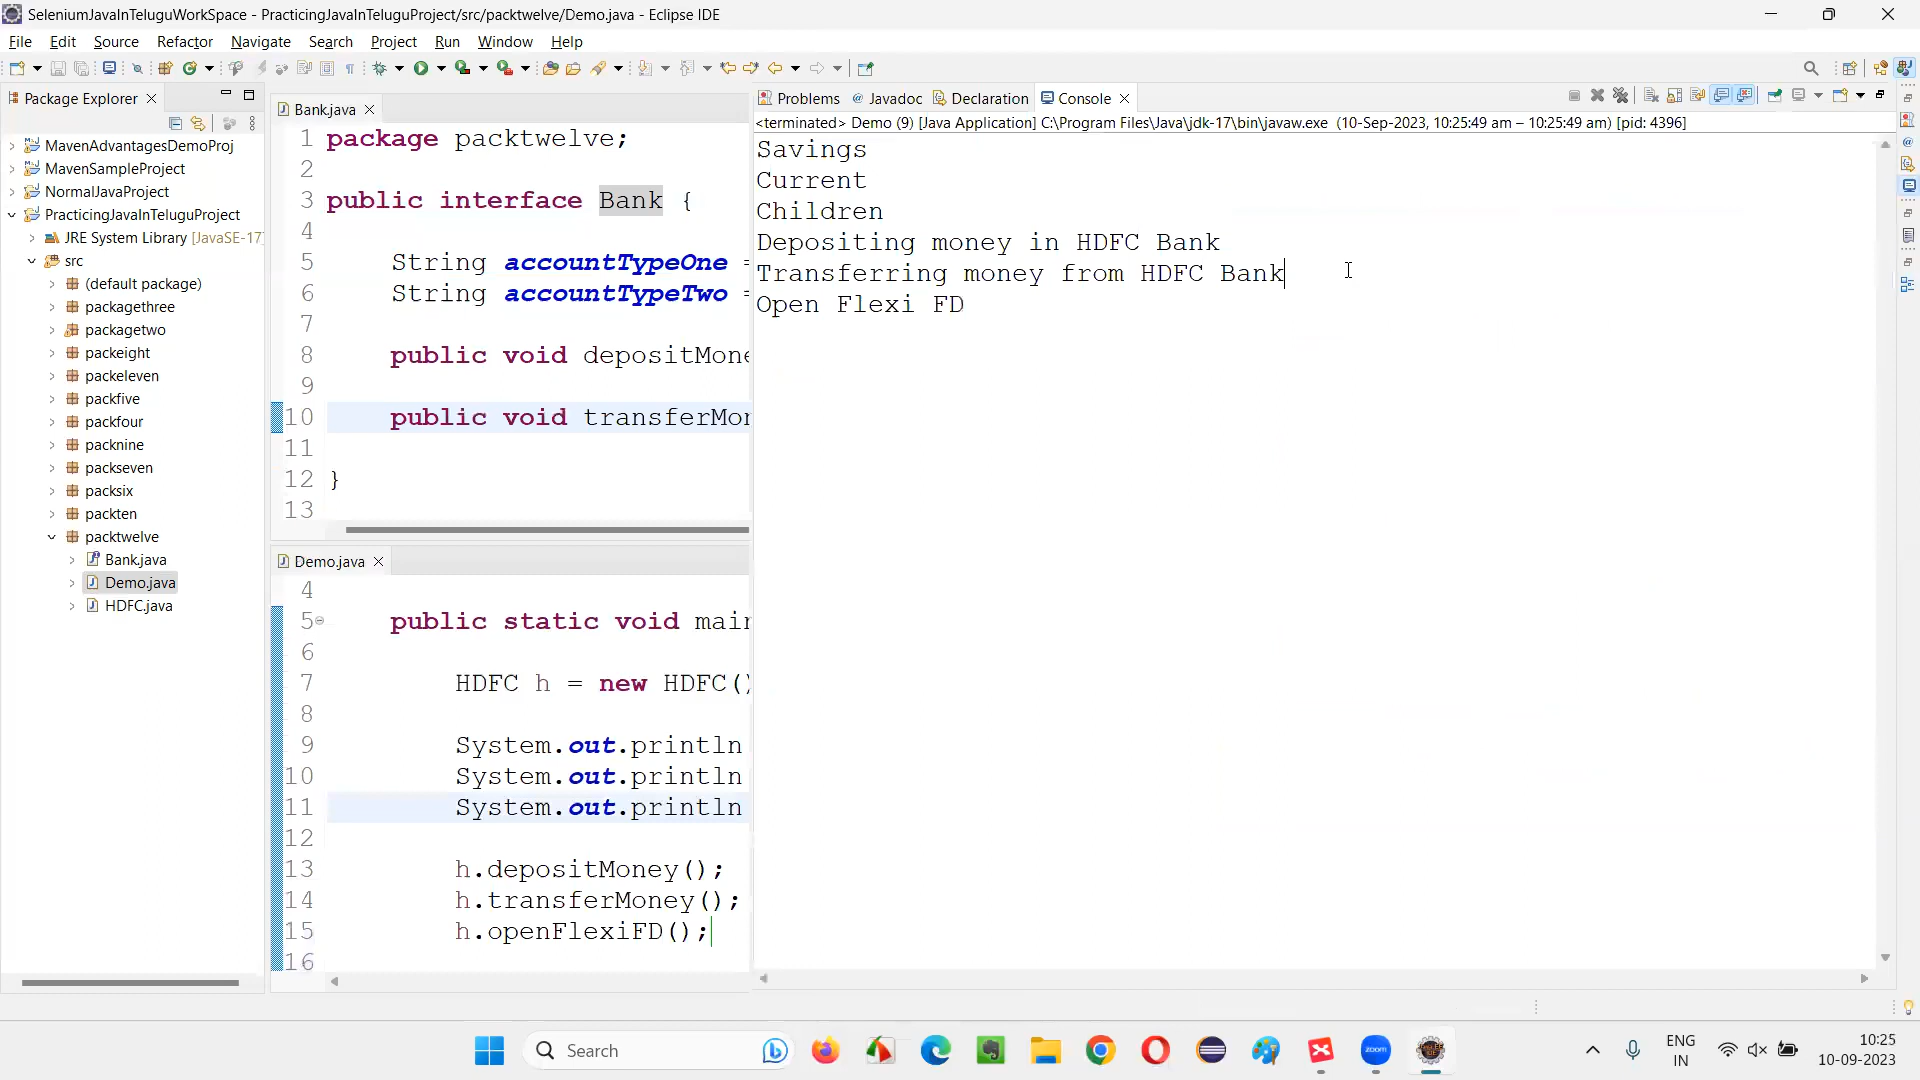 SeleniumJavaInTeluguWorkSpace - PracticingJavaInTeluguProject/src/packtwelve/Demo.java - Eclipse IDE
File Edit Source Refactor Navigate Search Project Run Window Help
Package Explorer
MavenAdvantagesDemoProj
MavenSampleProject
NormalJavaProject
PracticingJavaInTeluguProject
JRE System Library [JavaSE-17]
src
(default package)
packagethree
packagetwo
packeight
packeleven
packfive
packfour
packnine
packseven
packsix
packten
packtwelve
Bank.java
Demo.java
HDFC.java
Bank.java
1 package packtwelve;
2
3 public interface Bank {
4
5 String accountTypeOne =
6 String accountTypeTwo =
7
8 public void depositMone
9
10 public void transferMon
11
12 }
13
Demo.java
4
5 public static void main
6
7 HDFC h = new HDFC()
8
9 System.out.println
10 System.out.println
11 System.out.println
12
13 h.depositMoney();
14 h.transferMoney();
15 h.openFlexiFD();
16
Problems Javadoc Declaration Console
<terminated> Demo (9) [Java Application] C:\Program Files\Java\jdk-17\bin\javaw.exe (10-Sep-2023, 10:25:49 am – 10:25:49 am) [pid: 4396]
Savings
Current
Children
Depositing money in HDFC Bank
Transferring money from HDFC Bank
Open Flexi FD
Search
zoom
ENG
IN
10:25
10-09-2023